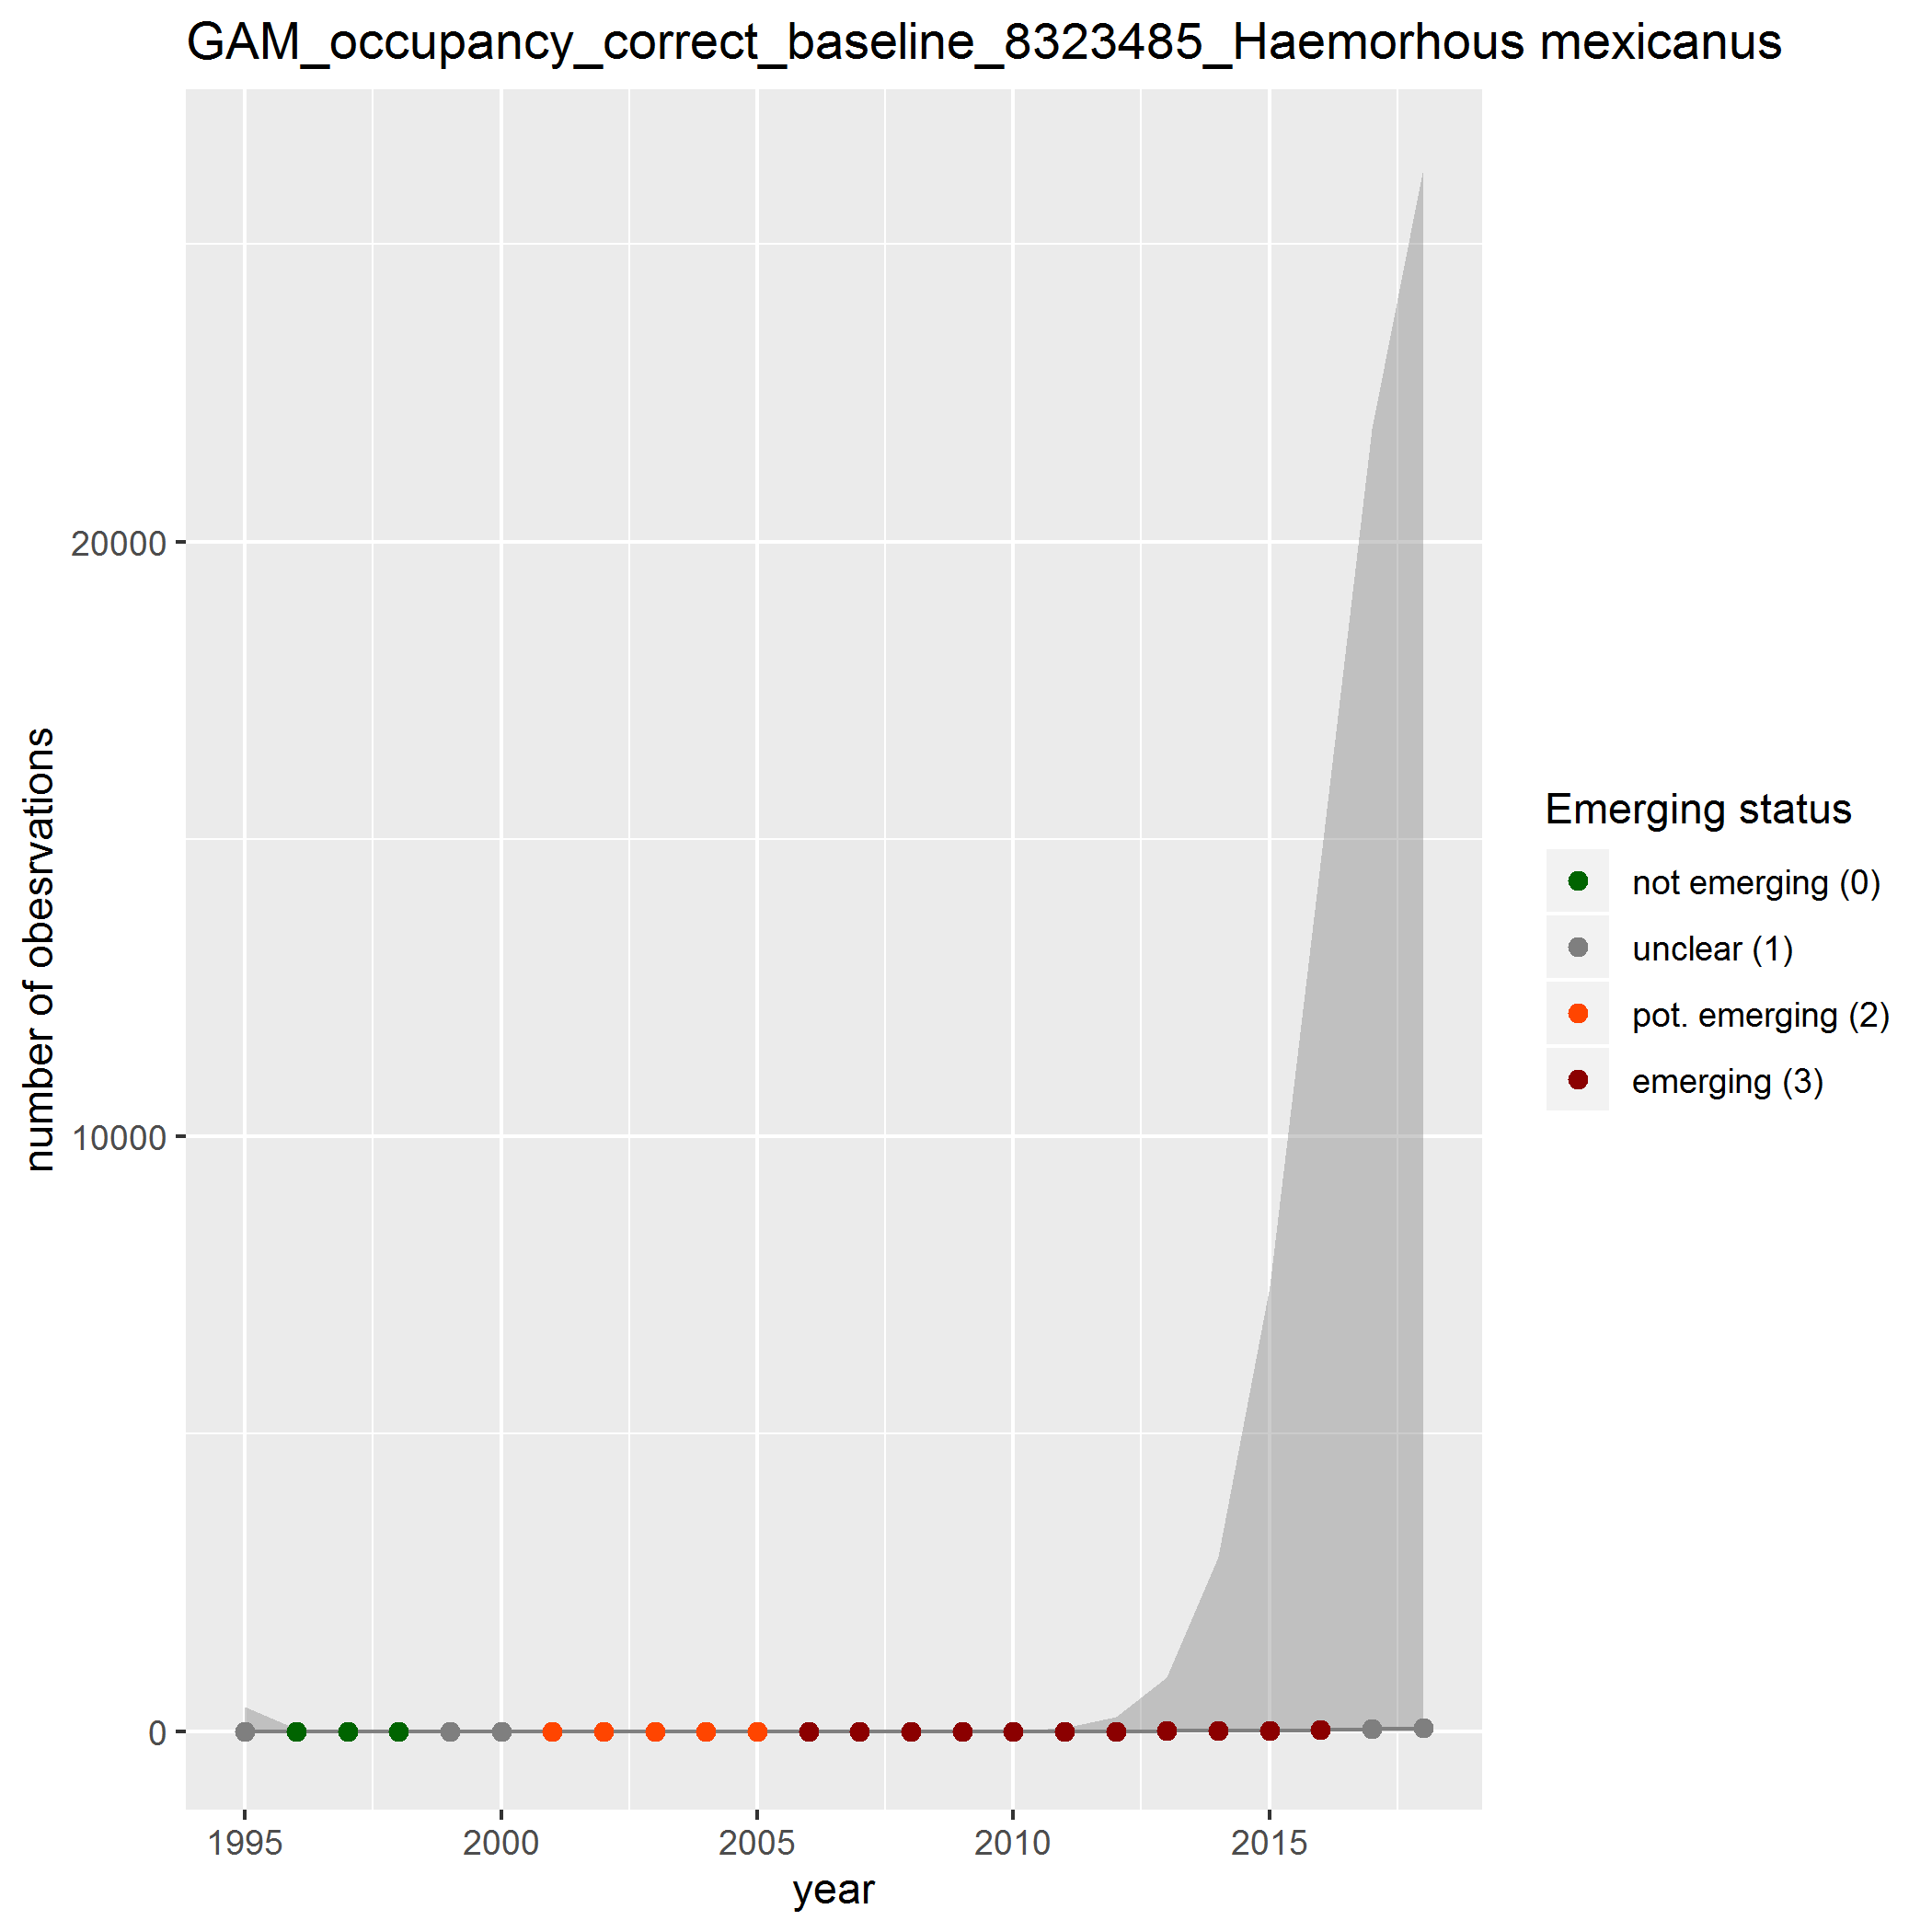 GAM_occupancy_correct_baseline_8323485_Haemorhous mexicanus
number of obesrvations
20000
10000
0
1995 2000 2005 2010 2015
year
Emerging status
not emerging (0)
unclear (1)
pot. emerging (2)
emerging (3)